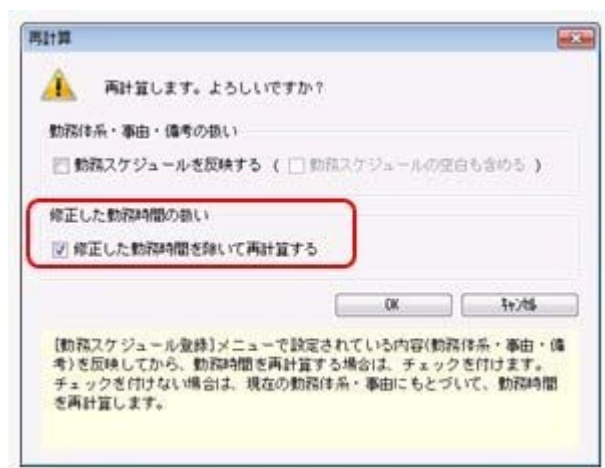 再計算
再計算します。よろしいですか？
勤務体系・事由・備考の扱い
勤務スケジュールを反映する ( 勤務スケジュールの空白も含める )
修正した勤務時間の扱い
修正した勤務時間を除いて再計算する
OK
ｷｬﾝｾﾙ
[勤務スケジュール登録]メニューで設定されている内容(勤務体系・事由・備
考)を反映してから、勤務時間を再計算する場合は、チェックを付けます。
チェックを付けない場合は、現在の勤務体系・事由にもとづいて、勤務時間
を再計算します。